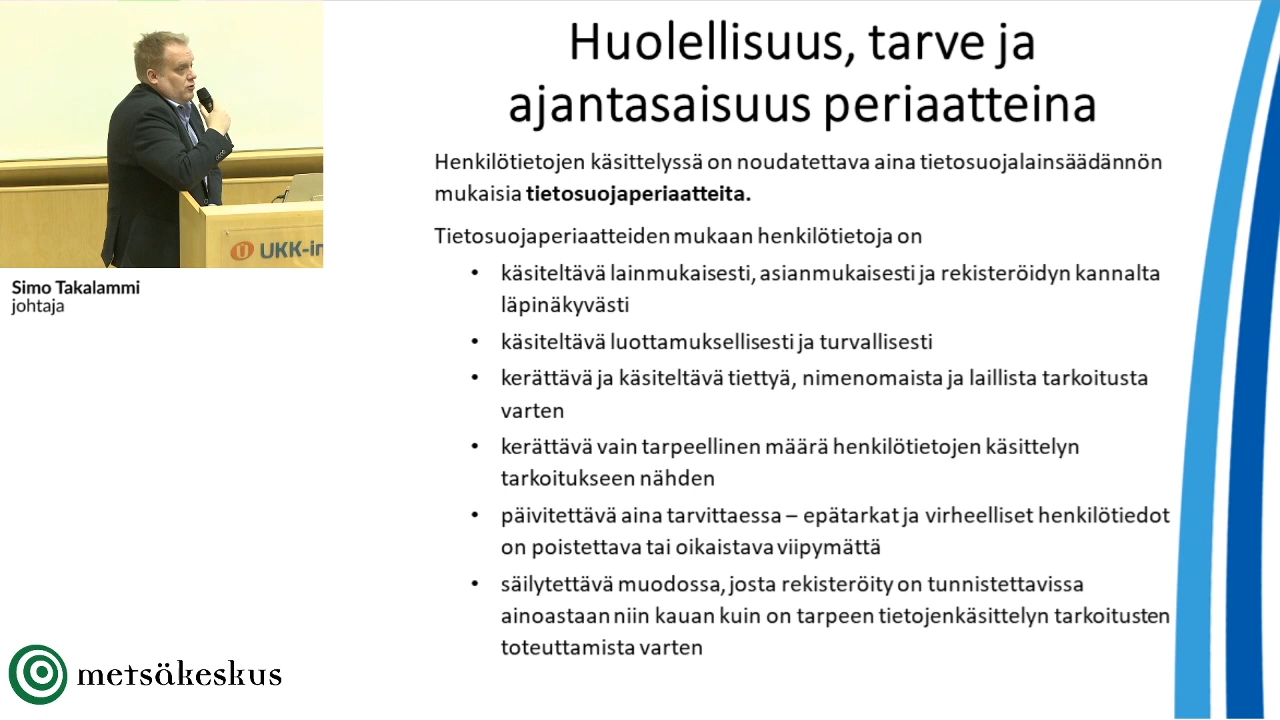 Huolellisuus, tarve ja
ajantasaisuus periaatteina
Henkilötietojen käsittelyssä on noudatettava aina tietosuojalainsäädännön
mukaisia tietosuojaperiaatteita.
Tietosuojaperiaatteiden mukaan henkilötietoja on
• käsiteltävä lainmukaisesti, asianmukaisesti ja rekisteröidyn kannalta
läpinäkyvästi
• käsiteltävä luottamuksellisesti ja turvallisesti
• kerättävä ja käsiteltävä tiettyä, nimenomaista ja laillista tarkoitusta
varten
• kerättävä vain tarpeellinen määrä henkilötietojen käsittelyn
tarkoitukseen nähden
• päivitettävä aina tarvittaessa – epätarkat ja virheelliset henkilötiedot
on poistettava tai oikaistava viipymättä
• säilytettävä muodossa, josta rekisteröity on tunnistettavissa
ainoastaan niin kauan kuin on tarpeen tietojenkäsittelyn tarkoitusten
toteuttamista varten
UKK-in
Simo Takalammi
johtaja
metsäkeskus